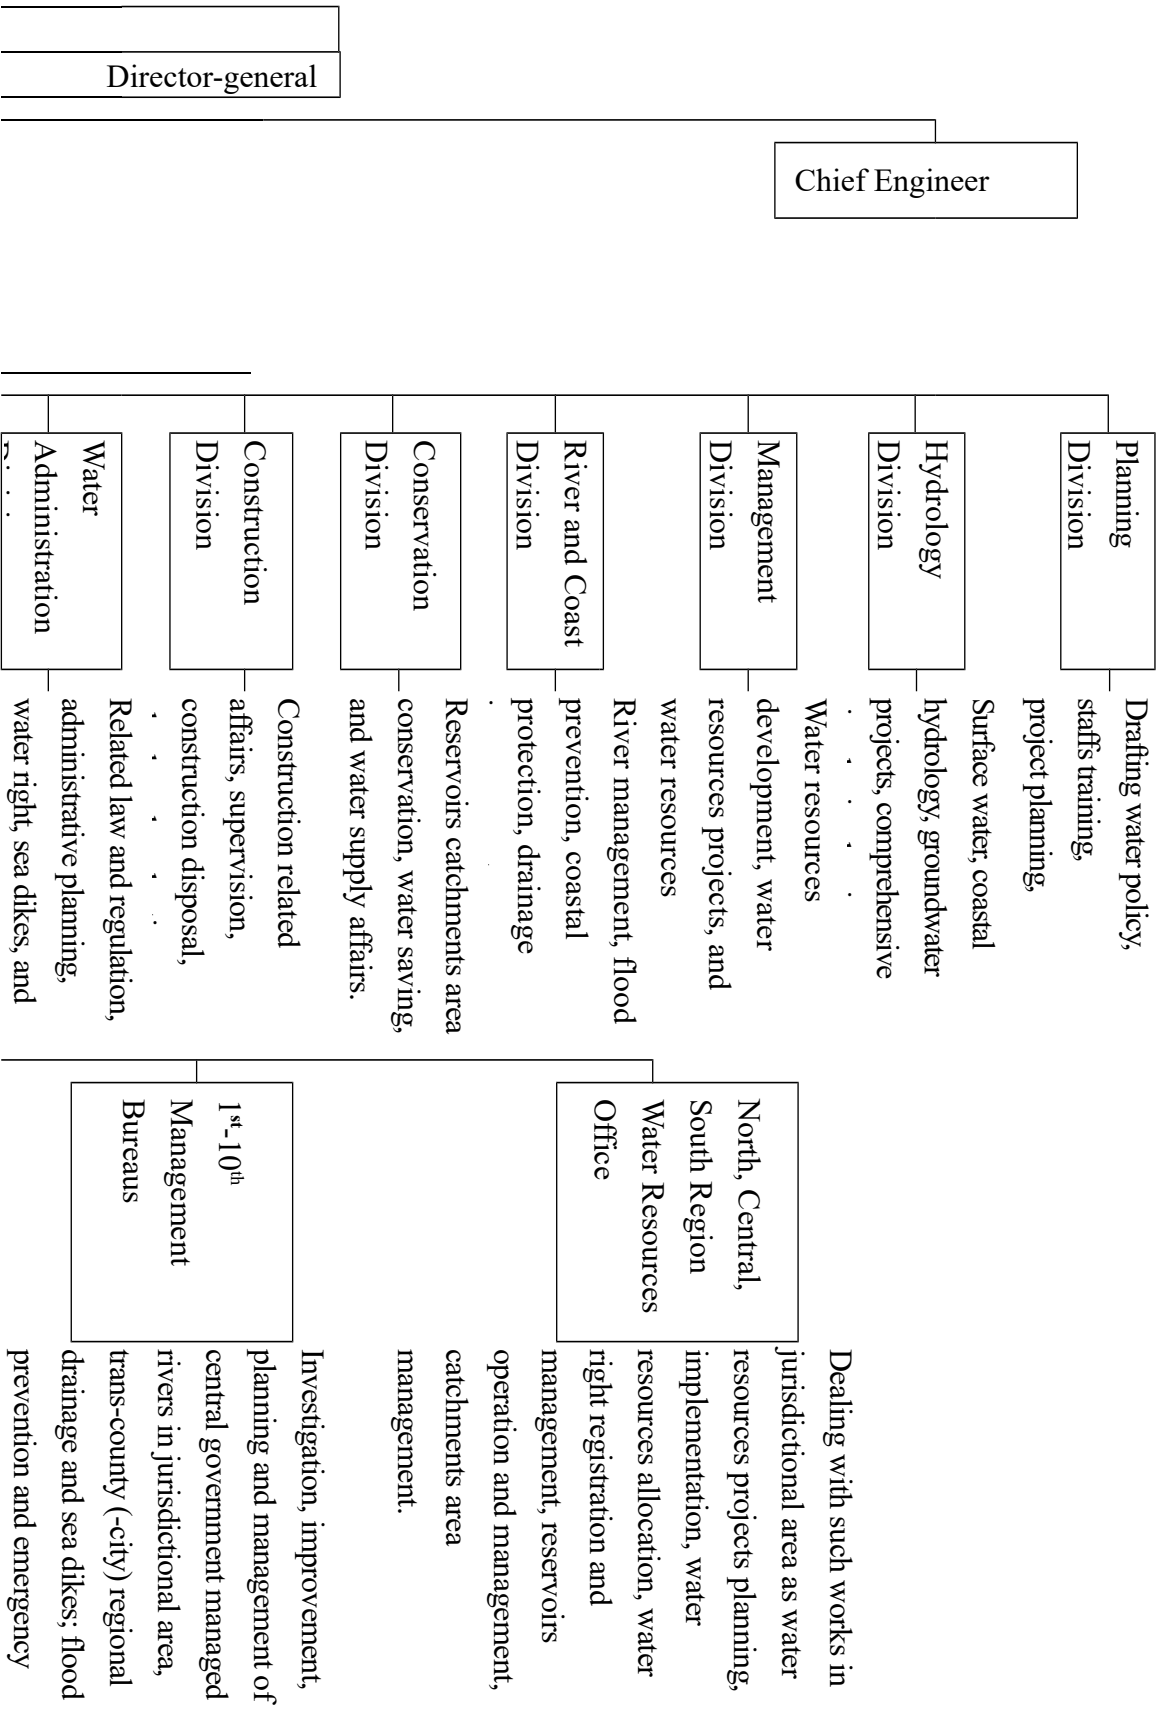 Director-general
Chief Engineer
Planning
Division
Drafting water policy,
staffs training,
project planning,
Hydrology
Division
Surface water, coastal
hydrology, groundwater
projects, comprehensive
Management
Division
Water resources
development, water
resources projects, and
water resources
River and Coast
Division
River management, flood
prevention, coastal
protection, drainage
Conservation
Division
Reservoirs catchments area
conservation, water saving,
and water supply affairs.
Construction
Division
Construction related
affairs, supervision,
construction disposal,
Water
Administration
Related law and regulation,
administrative planning,
water right, sea dikes, and
North, Central,
South Region
Water Resources
Office
Dealing with such works in
jurisdictional area as water
resources projects planning,
implementation, water
resources allocation, water
right registration and
management, reservoirs
operation and management,
catchments area
management.
1st-10th
Management
Bureaus
Investigation, improvement,
planning and management of
central government managed
rivers in jurisdictional area,
trans-county (-city) regional
drainage and sea dikes; flood
prevention and emergency